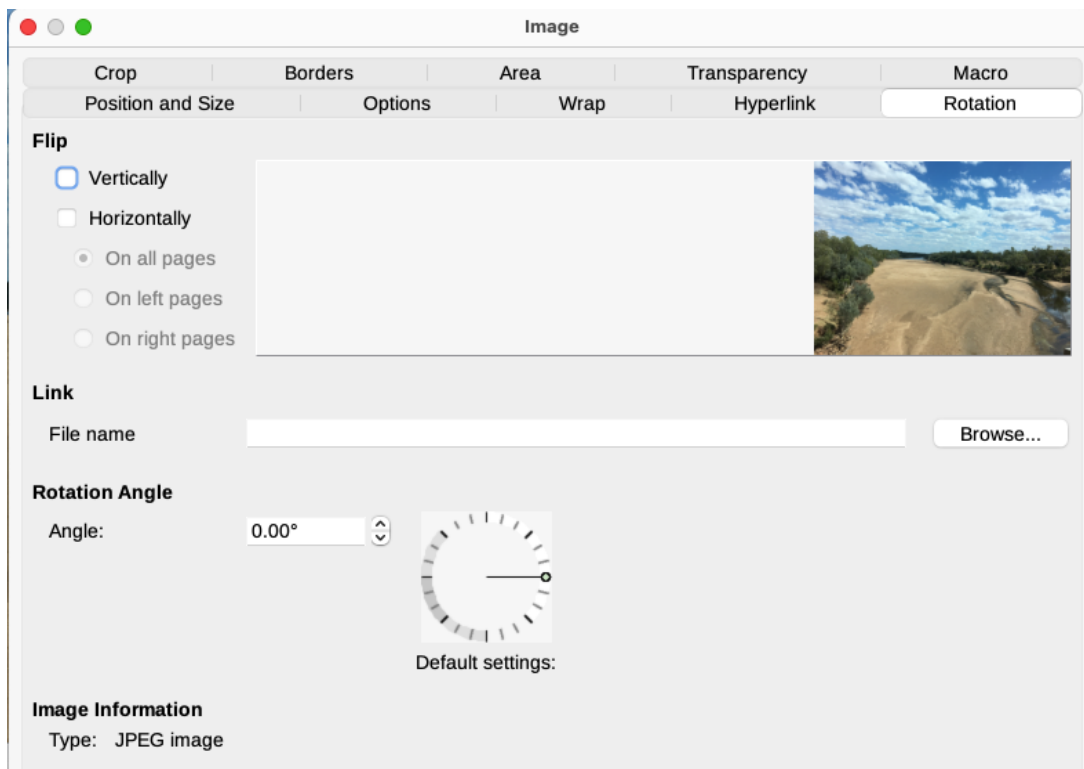 Image
Crop Borders Area Transparency Macro
Position and Size Options Wrap Hyperlink Rotation
Flip
Vertically
Horizontally
On all pages
On left pages
On right pages
Link
File name Browse...
Rotation Angle
Angle: 0.00°
Default settings:
Image Information
Type: JPEG image